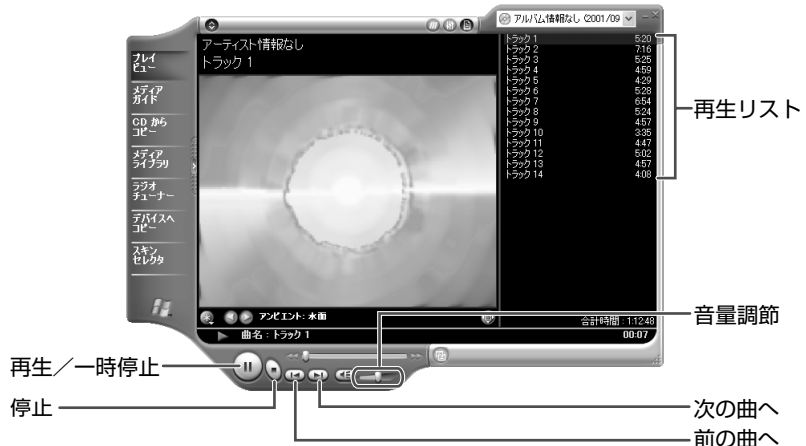 アルバム情報なし (2001/09
アーティスト情報なし
トラック 1
プレイ
ビュー
メディア
ガイド
CD から
コピー
メディア
ライブラリ
ラジオ
チューナー
デバイスへ
コピー
スキン
セレクタ
トラック 1 5:20
トラック 2 7:16
トラック 3 5:25
トラック 4 4:59
トラック 5 4:29
トラック 6 5:28
トラック 7 6:54
トラック 8 5:24
トラック 9 4:57
トラック 10 3:35
トラック 11 4:47
トラック 12 5:02
トラック 13 4:57
トラック 14 4:08
再生リスト
アンビエント: 水面
合計時間 : 1:12:48
曲名 : トラック 1
00:07
音量調節
再生／一時停止
停止
次の曲へ
前の曲へ